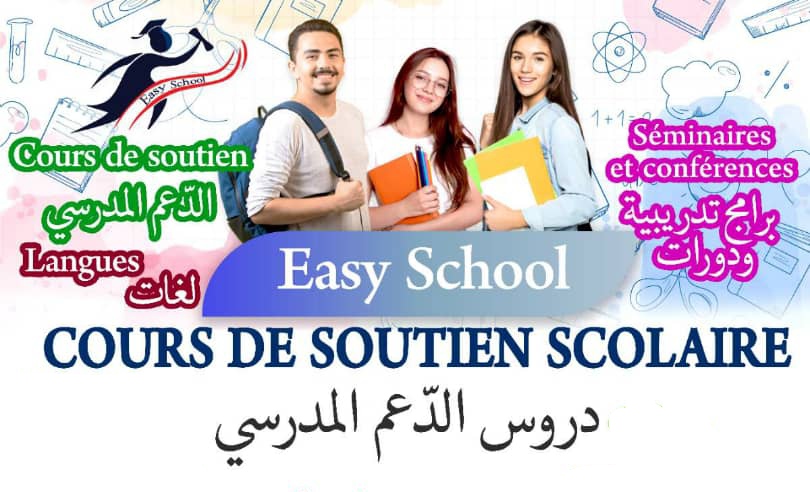 Easy School
Cours de soutien
الدّعم المدرسي
Langues
لغات
Séminaires
et conférences
برامج تدريبية
ودورات
Easy School
COURS DE SOUTIEN SCOLAIRE
دروس الدّعم المدرسي